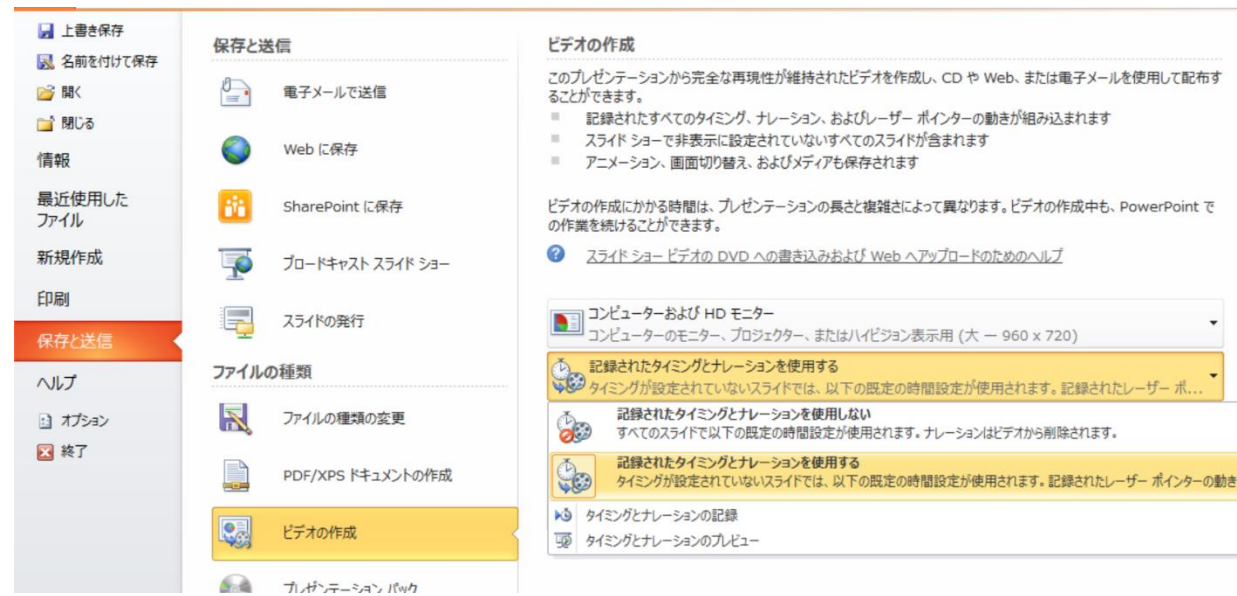 上書き保存
名前を付けて保存
開く
閉じる
情報
最近使用した
ファイル
新規作成
印刷
保存と送信
ヘルプ
オプション
終了
保存と送信
電子メールで送信
Web に保存
SharePoint に保存
ブロードキャスト スライド ショー
スライドの発行
ファイルの種類
ファイルの種類の変更
PDF/XPS ドキュメントの作成
ビデオの作成
プレゼンテーション パック
ビデオの作成
このプレゼンテーションから完全な再現性が維持されたビデオを作成し、CD や Web、または電子メールを使用して配布す
ることができます。
記録されたすべてのタイミング、ナレーション、およびレーザー ポインターの動きが組み込まれます
スライド ショーで非表示に設定されていないすべてのスライドが含まれます
アニメーション、画面切り替え、およびメディアも保存されます
ビデオの作成にかかる時間は、プレゼンテーションの長さと複雑さによって異なります。ビデオの作成中も、PowerPoint で
の作業を続けることができます。
スライド ショー ビデオの DVD への書き込みおよび Web へアップロードのためのヘルプ
コンピューターおよび HD モニター
コンピューターのモニター、プロジェクター、またはハイビジョン表示用 (大 － 960 x 720)
記録されたタイミングとナレーションを使用する
タイミングが設定されていないスライドでは、以下の既定の時間設定が使用されます。記録されたレーザー ポ...
記録されたタイミングとナレーションを使用しない
すべてのスライドで以下の既定の時間設定が使用されます。ナレーションはビデオから削除されます。
記録されたタイミングとナレーションを使用する
タイミングが設定されていないスライドでは、以下の既定の時間設定が使用されます。記録されたレーザー ポインターの動き
タイミングとナレーションの記録
タイミングとナレーションのプレビュー